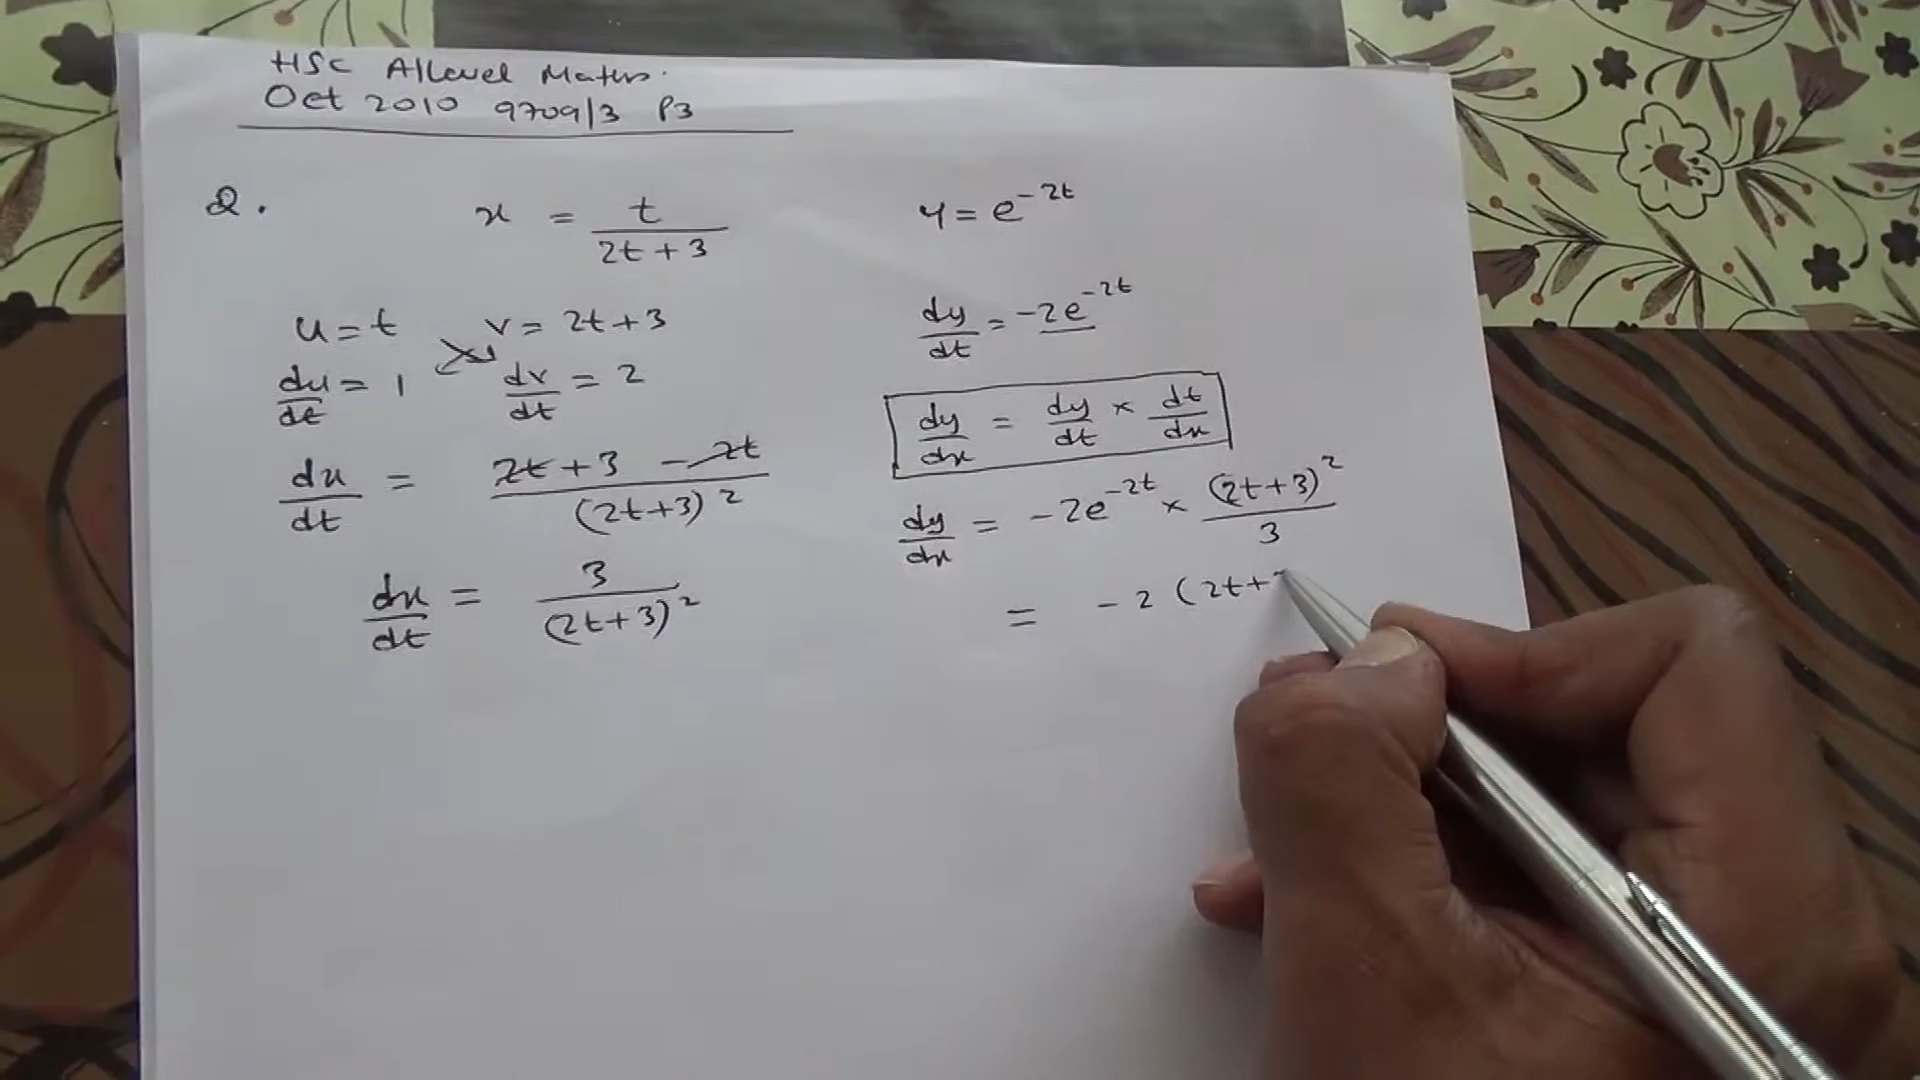 HSC A/Level Maths.
Oct 2010 9709/3 P3
Q.
x = t / (2t + 3)
u = t v = 2t + 3
du/dt = 1 dv/dt = 2
dx/dt = (2t + 3 - 2t) / (2t+3)²
dx/dt = 3 / (2t+3)²
y = e^(-2t)
dy/dt = -2e^(-2t)
dy/dx = dy/dt × dt/dx
dy/dx = -2e^(-2t) × (2t+3)² / 3
= -2 (2t+